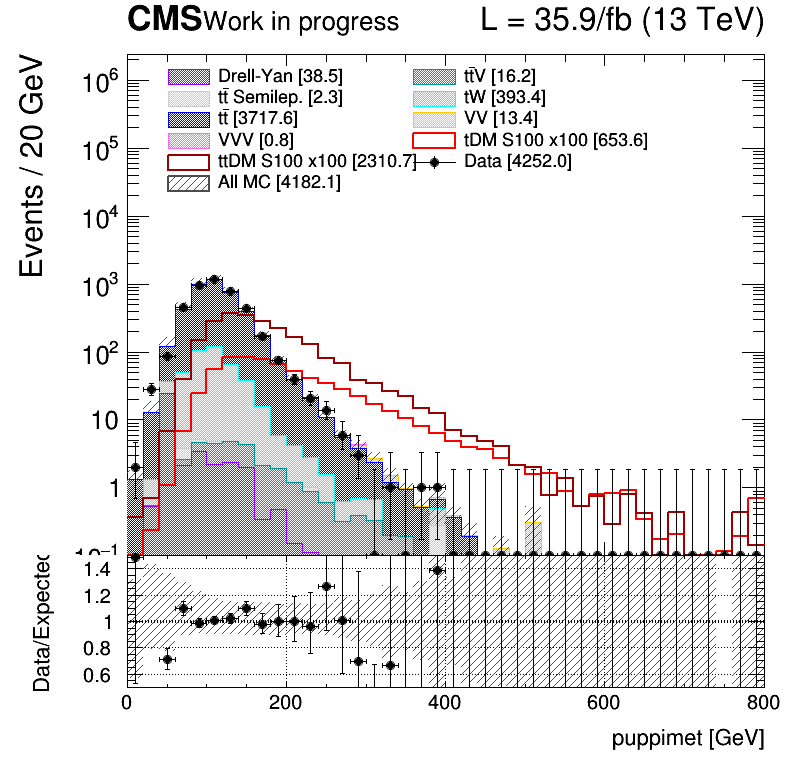 CMS Work in progress L = 35.9/fb (13 TeV)
Events / 20 GeV
Drell-Yan [38.5] tt̄V [16.2]
tt̄ Semilep. [2.3] tW [393.4]
tt̄ [3717.6] VV [13.4]
VVV [0.8] tDM S100 x100 [653.6]
ttDM S100 x100 [2310.7] Data [4252.0]
All MC [4182.1]
10⁶
10⁵
10⁴
10³
10²
10
1
10⁻¹
Data/Expected
1.4
1.2
1
0.8
0.6
0 200 400 600 800
puppimet [GeV]